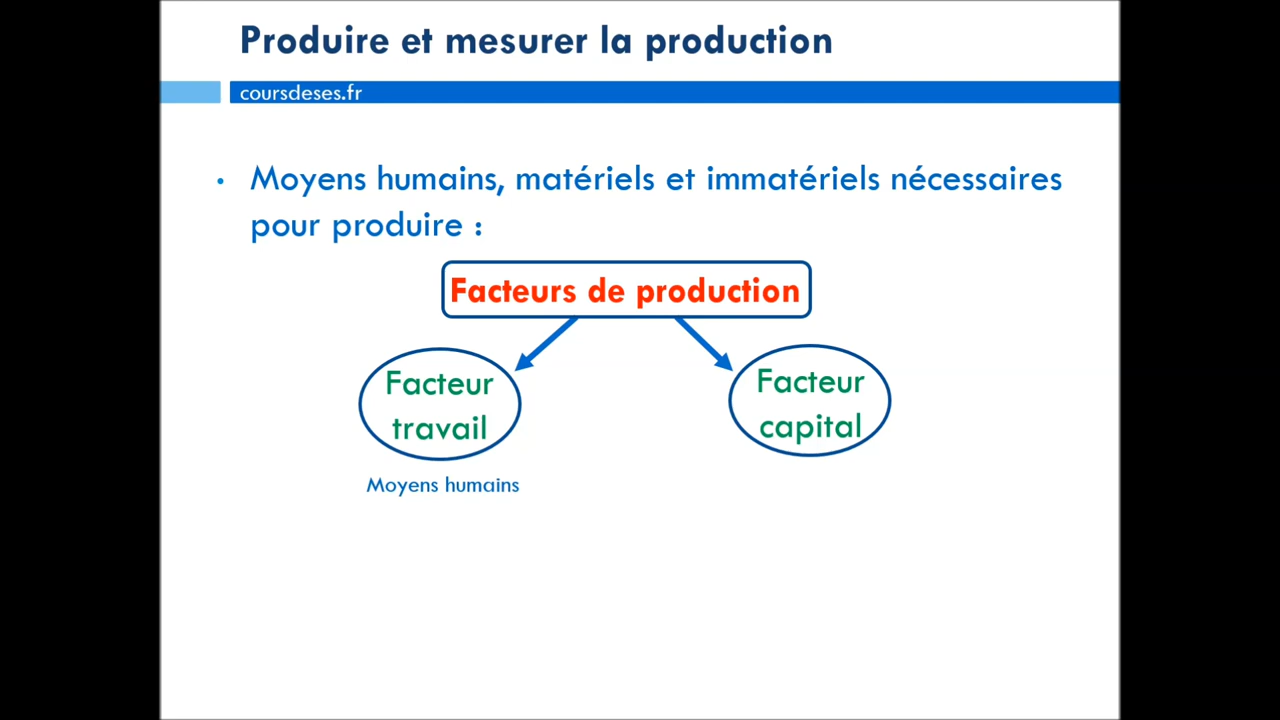 Produire et mesurer la production
coursdeses.fr
• Moyens humains, matériels et immatériels nécessaires
pour produire :
Facteurs de production
Facteur
travail
Facteur
capital
Moyens humains